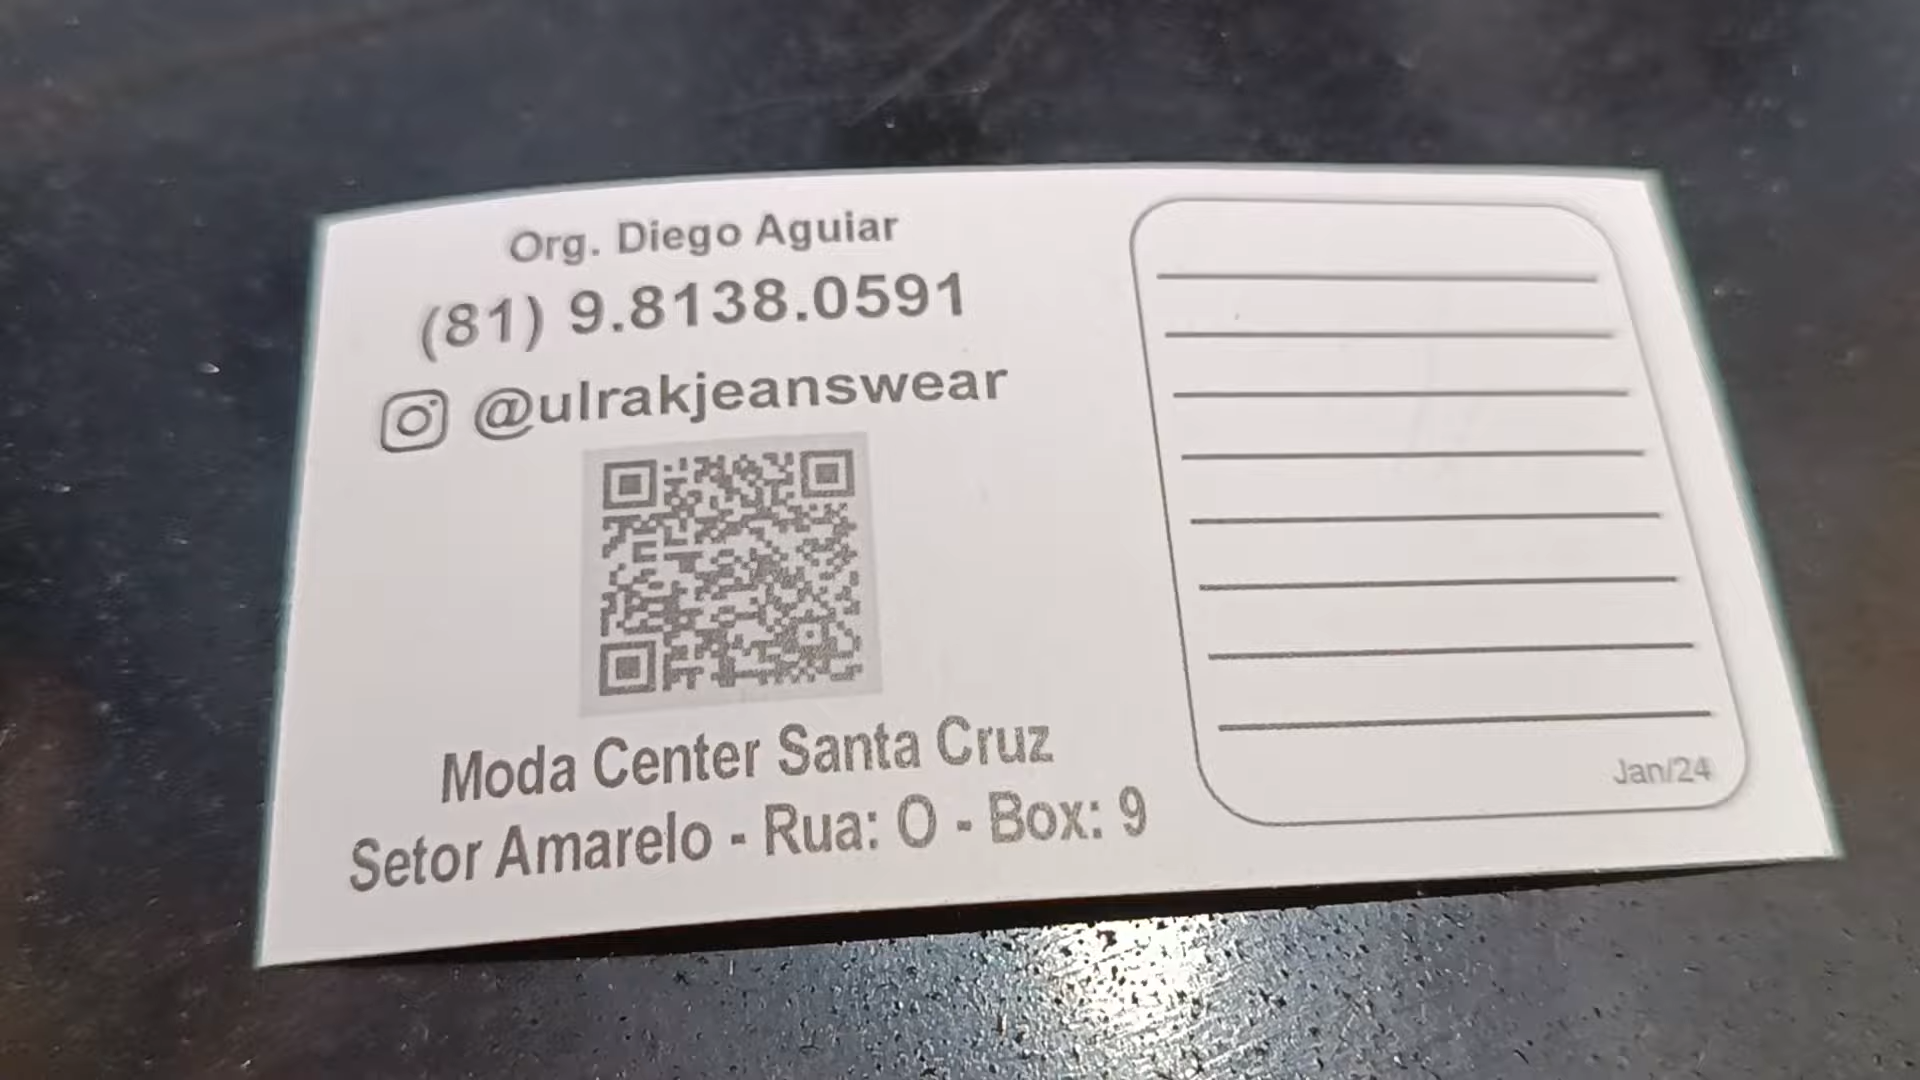 Org. Diego Aguiar
(81) 9.8138.0591
@ulrakjeanswear
Moda Center Santa Cruz
Setor Amarelo - Rua: O - Box: 9
Jan/24